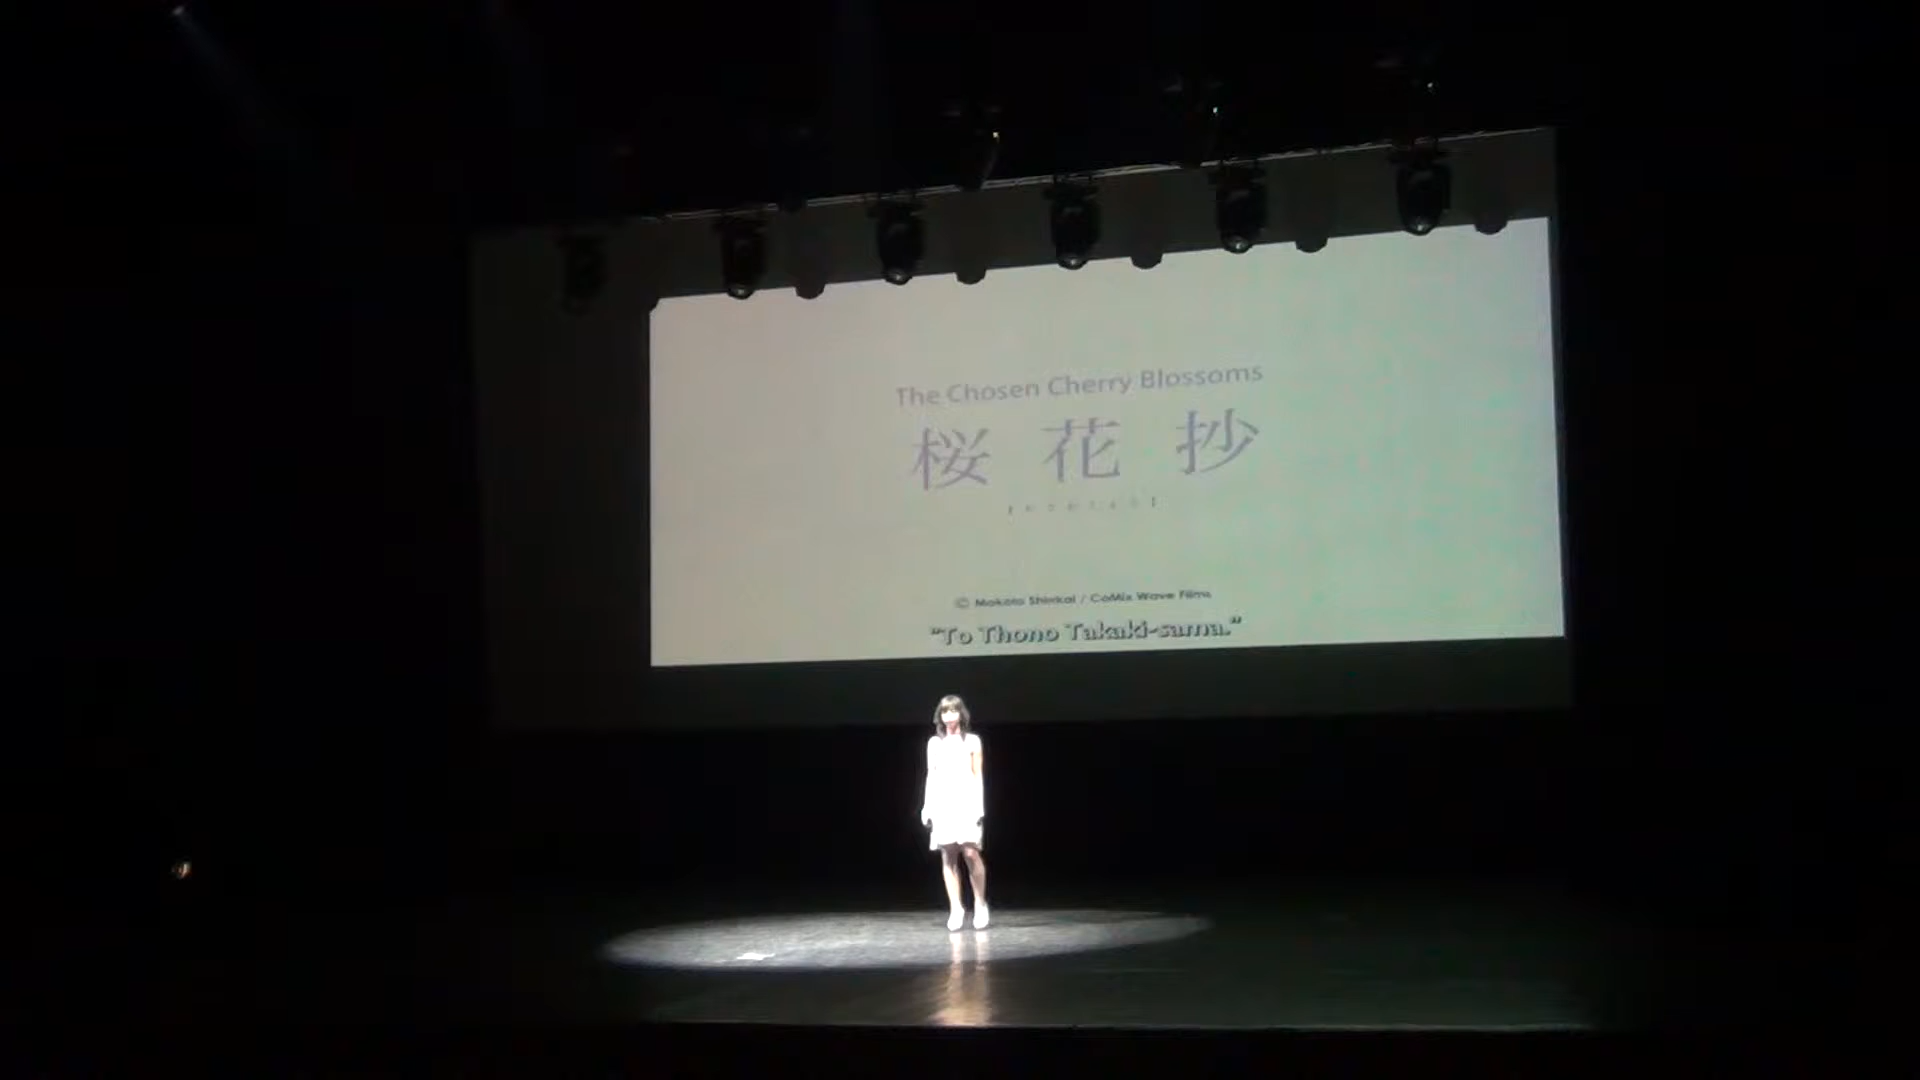 The Chosen Cherry Blossoms
桜 花 抄
© Makoto Shinkai / CoMix Wave Films
"To Thono Takaki-sama."